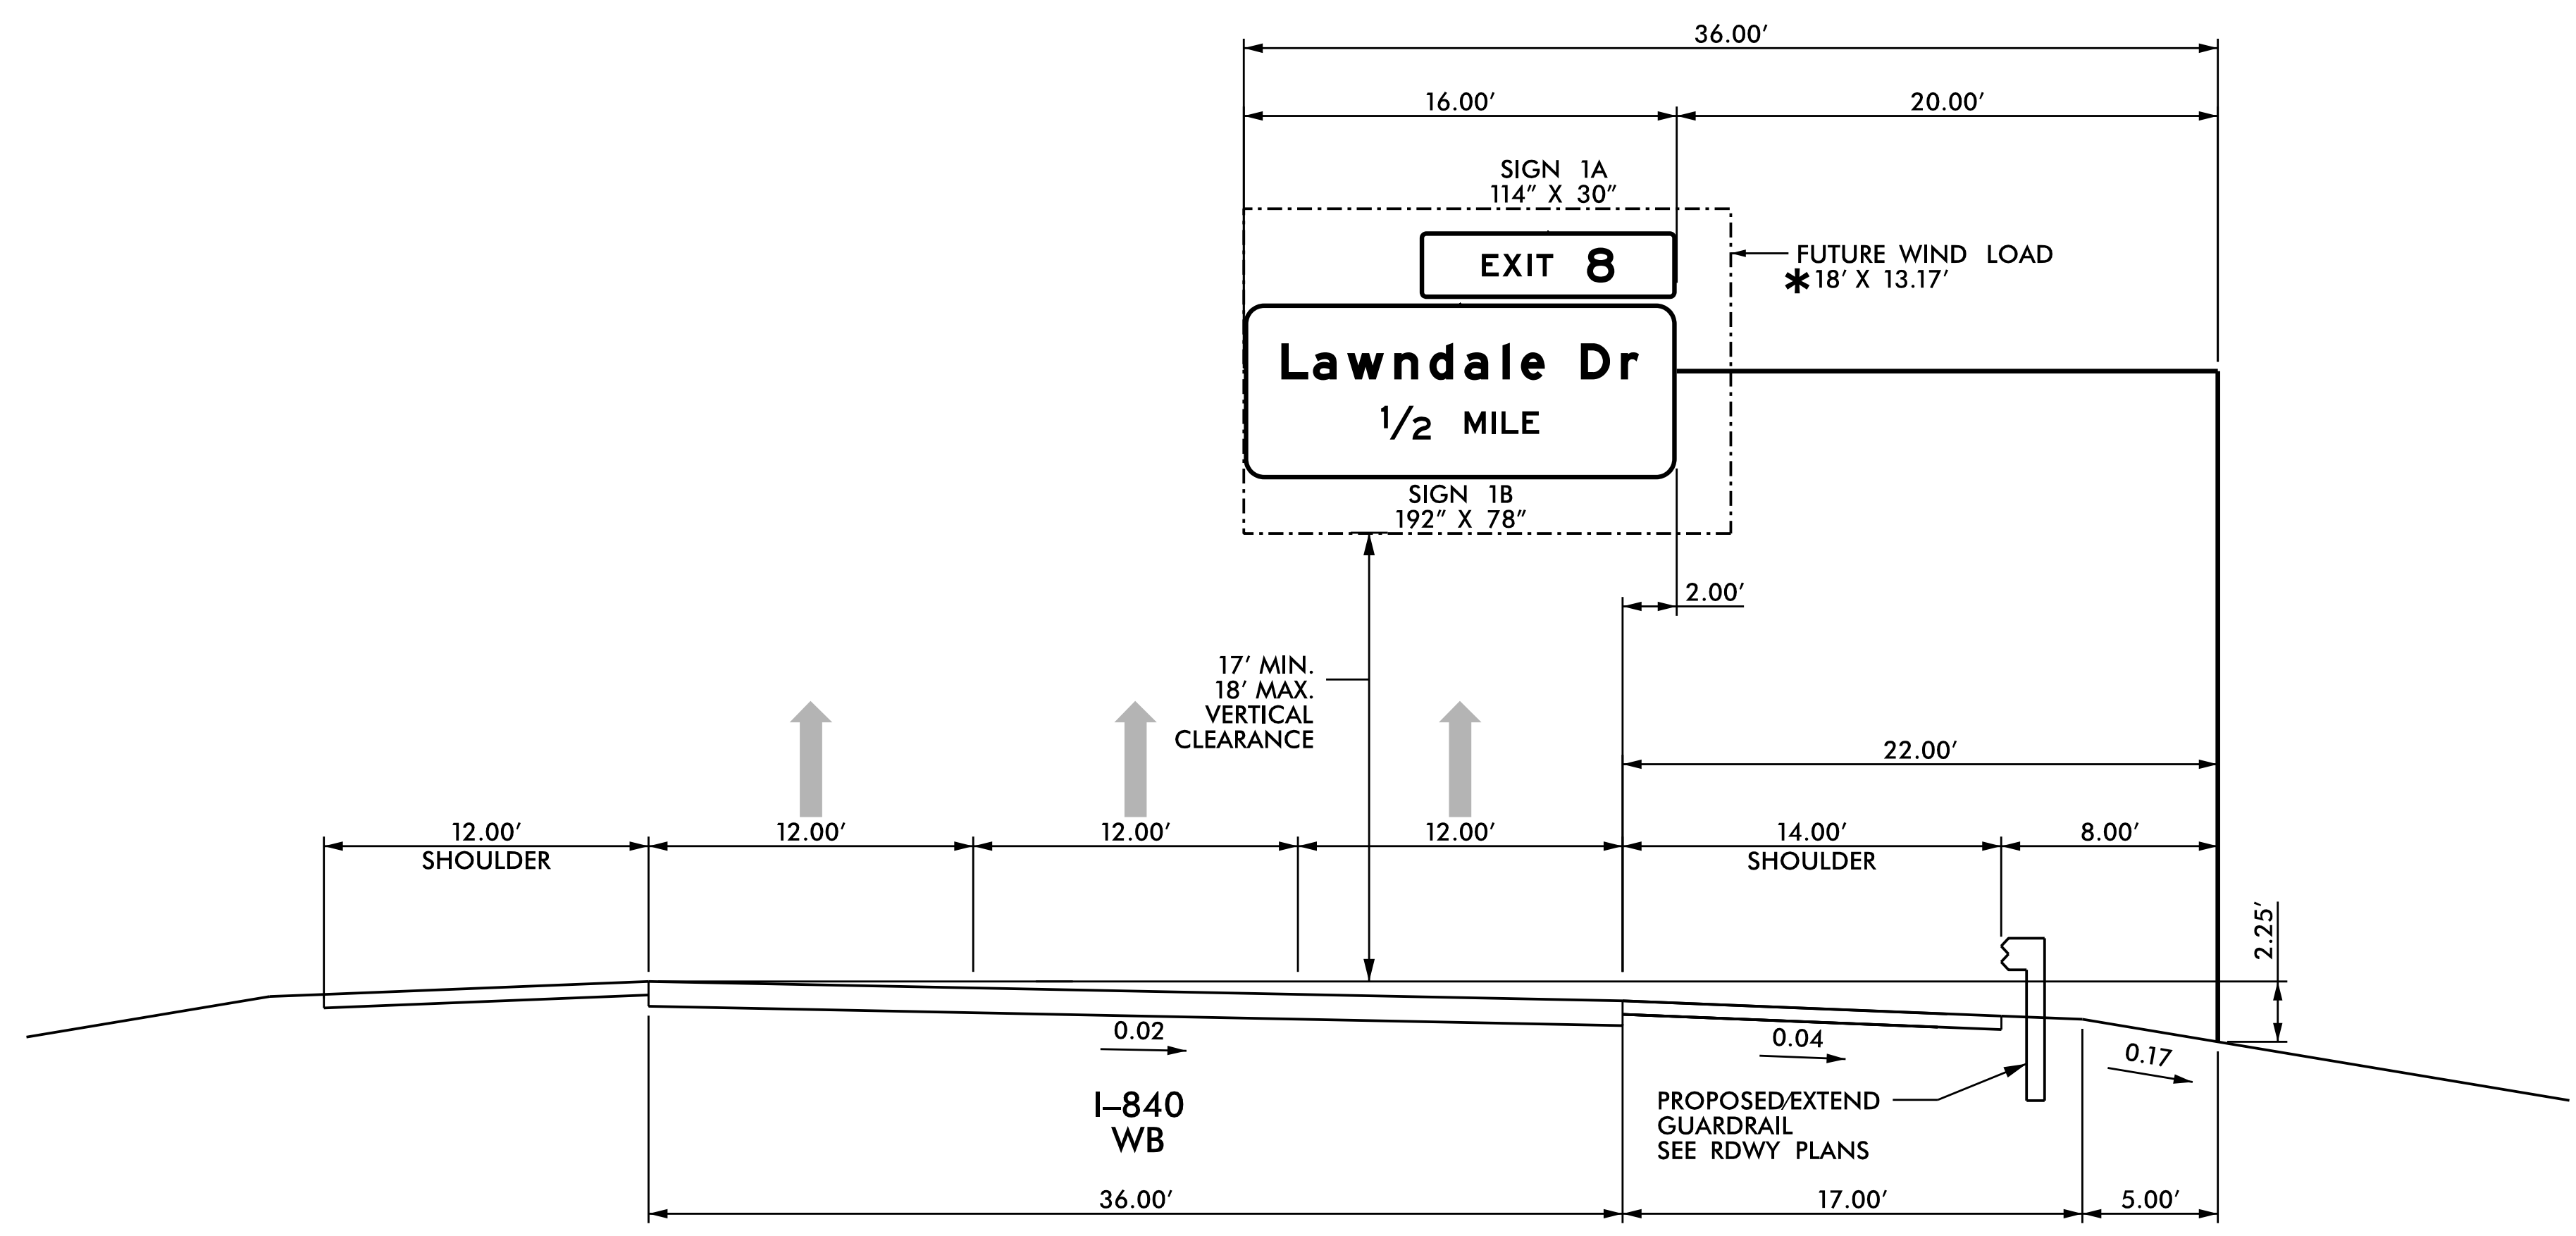 36.00'
16.00'
20.00'
SIGN 1A
114" X 30"
EXIT 8
FUTURE WIND LOAD
*18' X 13.17'
Lawndale Dr
1/2 MILE
SIGN 1B
192" X 78"
2.00'
17' MIN.
18' MAX.
VERTICAL
CLEARANCE
22.00'
12.00'
SHOULDER
12.00'
12.00'
12.00'
14.00'
SHOULDER
8.00'
2.25'
0.02
0.04
0.17
I-840
WB
PROPOSED/EXTEND
GUARDRAIL
SEE RDWY PLANS
36.00'
17.00'
5.00'